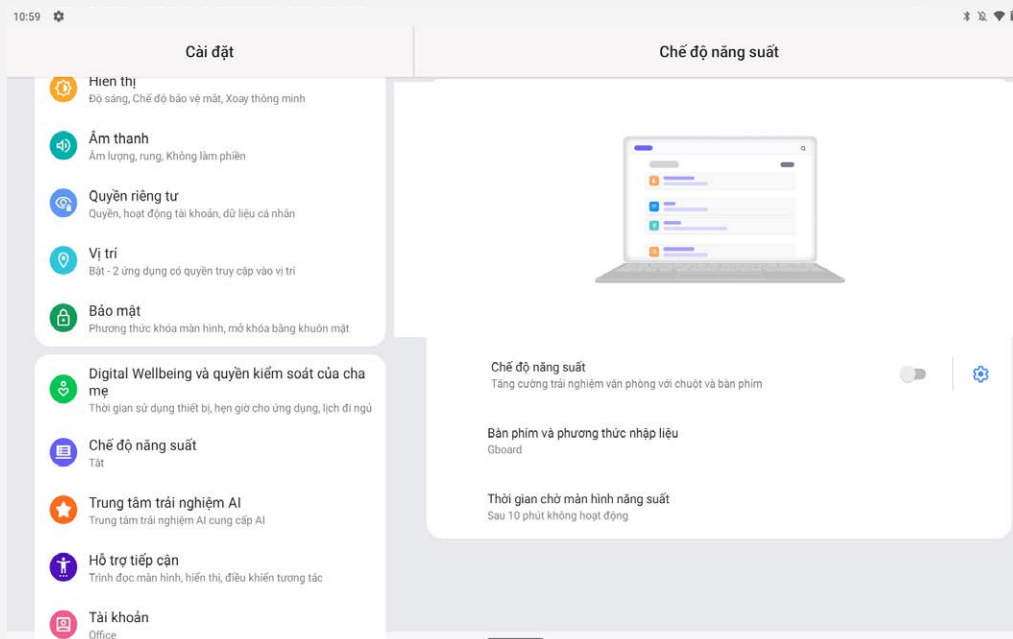 10:59
Cài đặt
Chế độ năng suất
Hiển thị
Độ sáng, Chế độ bảo vệ mắt, Xoay thông minh
Âm thanh
Âm lượng, rung, Không làm phiền
Quyền riêng tư
Quyền, hoạt động tài khoản, dữ liệu cá nhân
Vị trí
Bật - 2 ứng dụng có quyền truy cập vào vị trí
Bảo mật
Phương thức khóa màn hình, mở khóa bằng khuôn mặt
Digital Wellbeing và quyền kiểm soát của cha
mẹ
Thời gian sử dụng thiết bị, hẹn giờ cho ứng dụng, lịch đi ngủ
Chế độ năng suất
Tắt
Trung tâm trải nghiệm AI
Trung tâm trải nghiệm AI cung cấp AI
Hỗ trợ tiếp cận
Trình đọc màn hình, hiển thị, điều khiển tương tác
Tài khoản
Office
Chế độ năng suất
Tăng cường trải nghiệm văn phòng với chuột và bàn phím
Bàn phím và phương thức nhập liệu
Gboard
Thời gian chờ màn hình năng suất
Sau 10 phút không hoạt động